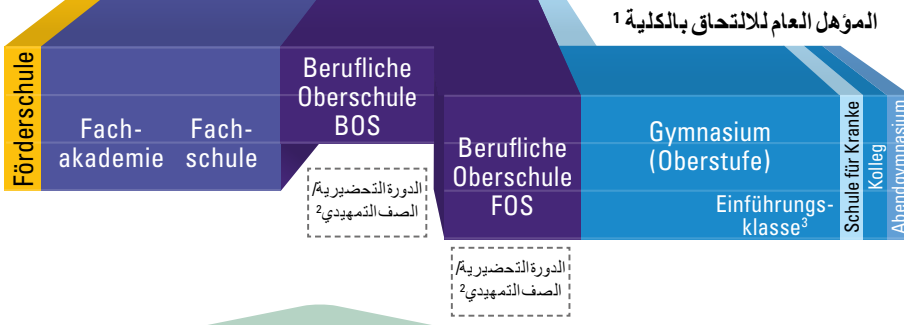 المؤهل العام للالتحاق بالكلية ¹
Förderschule
Fach-
akademie
Fach-
schule
Berufliche
Oberschule
BOS
الدورة التحضيرية/
الصف التمهيدي²
Berufliche
Oberschule
FOS
الدورة التحضيرية/
الصف التمهيدي²
Gymnasium
(Oberstufe)
Einführungs-
klasse³
Schule für Kranke
Kolleg
Abendgymnasium